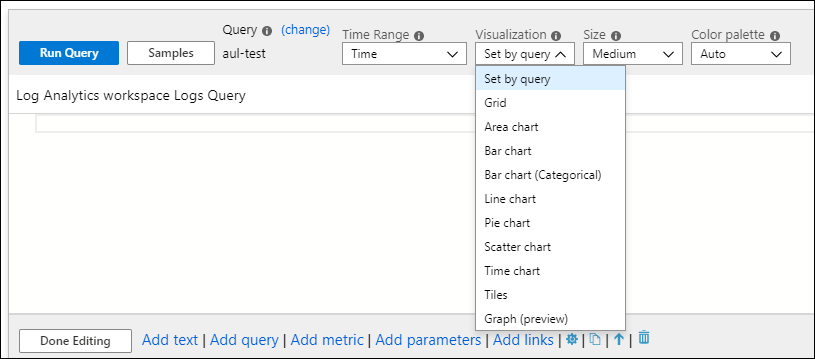 Query (change) Time Range Visualization Size Color palette
Run Query Samples aul-test Time Set by query Medium Auto
Set by query
Log Analytics workspace Logs Query
Grid
Area chart
Bar chart
Bar chart (Categorical)
Line chart
Pie chart
Scatter chart
Time chart
Tiles
Graph (preview)
Done Editing Add text | Add query | Add metric | Add parameters | Add links | | | |